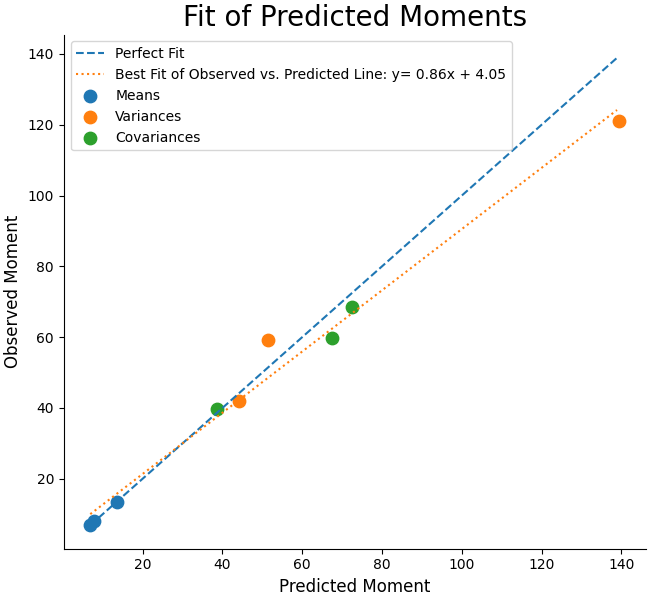 Fit of Predicted Moments
Perfect Fit
Best Fit of Observed vs. Predicted Line: y= 0.86x + 4.05
Means
Variances
Covariances
Observed Moment
140
120
100
80
60
40
20
20 40 60 80 100 120 140
Predicted Moment